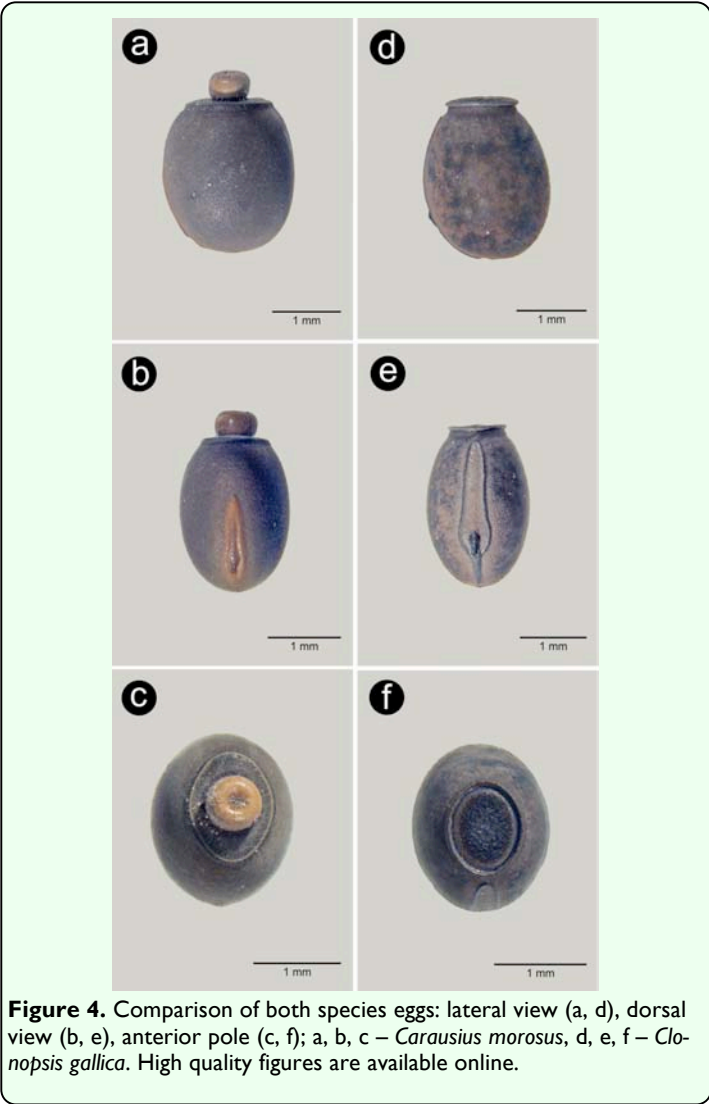 a
d
1 mm
1 mm
b
e
1 mm
1 mm
c
f
1 mm
1 mm
Figure 4. Comparison of both species eggs: lateral view (a, d), dorsal
view (b, e), anterior pole (c, f); a, b, c – Carausius morosus, d, e, f – Clo-
nopsis gallica. High quality figures are available online.